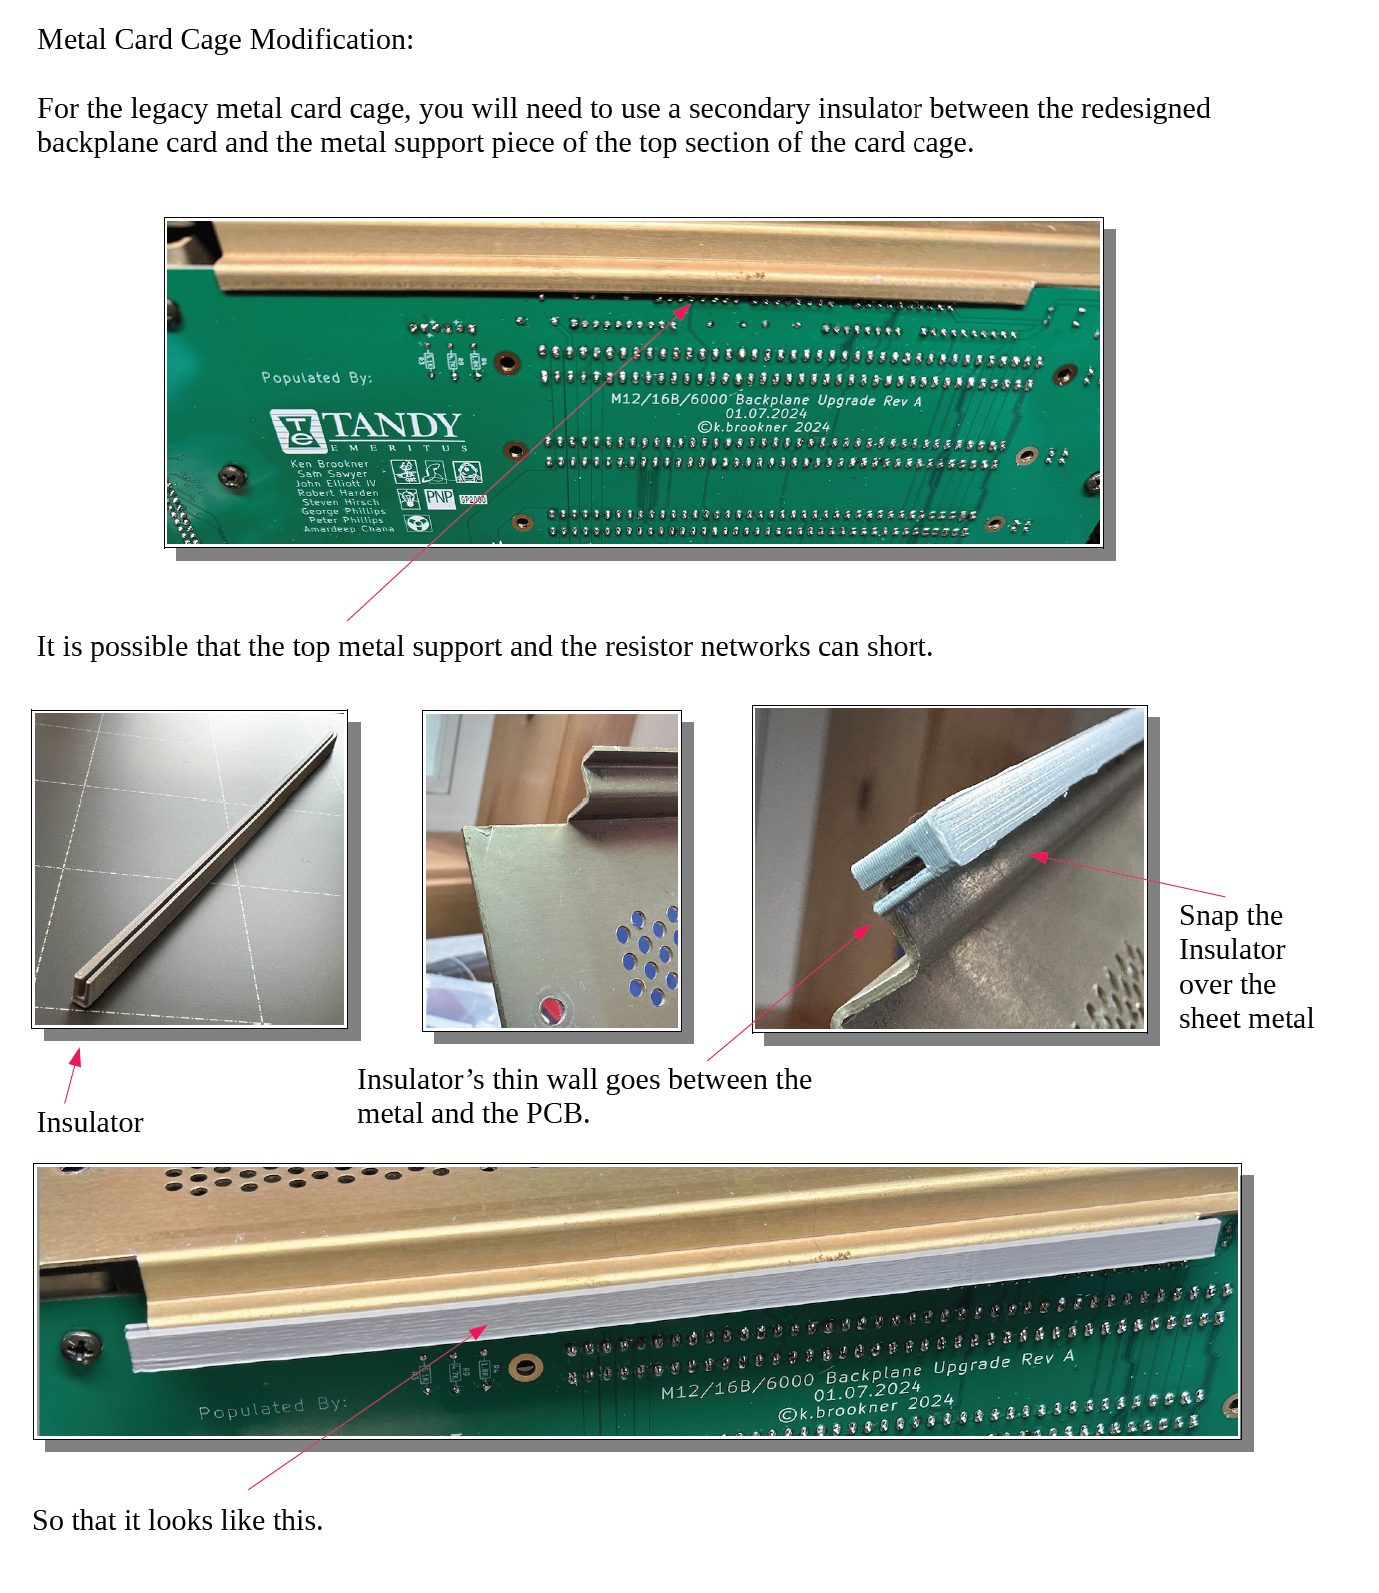 Metal Card Cage Modification:
For the legacy metal card cage, you will need to use a secondary insulator between the redesigned
backplane card and the metal support piece of the top section of the card cage.
Populated By:
M12/16B/6000 Backplane Upgrade Rev A
01.07.2024
©k.brookner 2024
TANDY
EMERITUS
Ken Brookner
Sam Sawyer
John Elliott IV
Robert Harden
Steven Hirsch
George Phillips
Peter Phillips
Amardeep Chana
PNP
GP2000
It is possible that the top metal support and the resistor networks can short.
Snap the
Insulator
over the
sheet metal
Insulator’s thin wall goes between the
metal and the PCB.
Insulator
M12/16B/6000 Backplane Upgrade Rev A
01.07.2024
©k.brookner 2024
Populated By:
So that it looks like this.